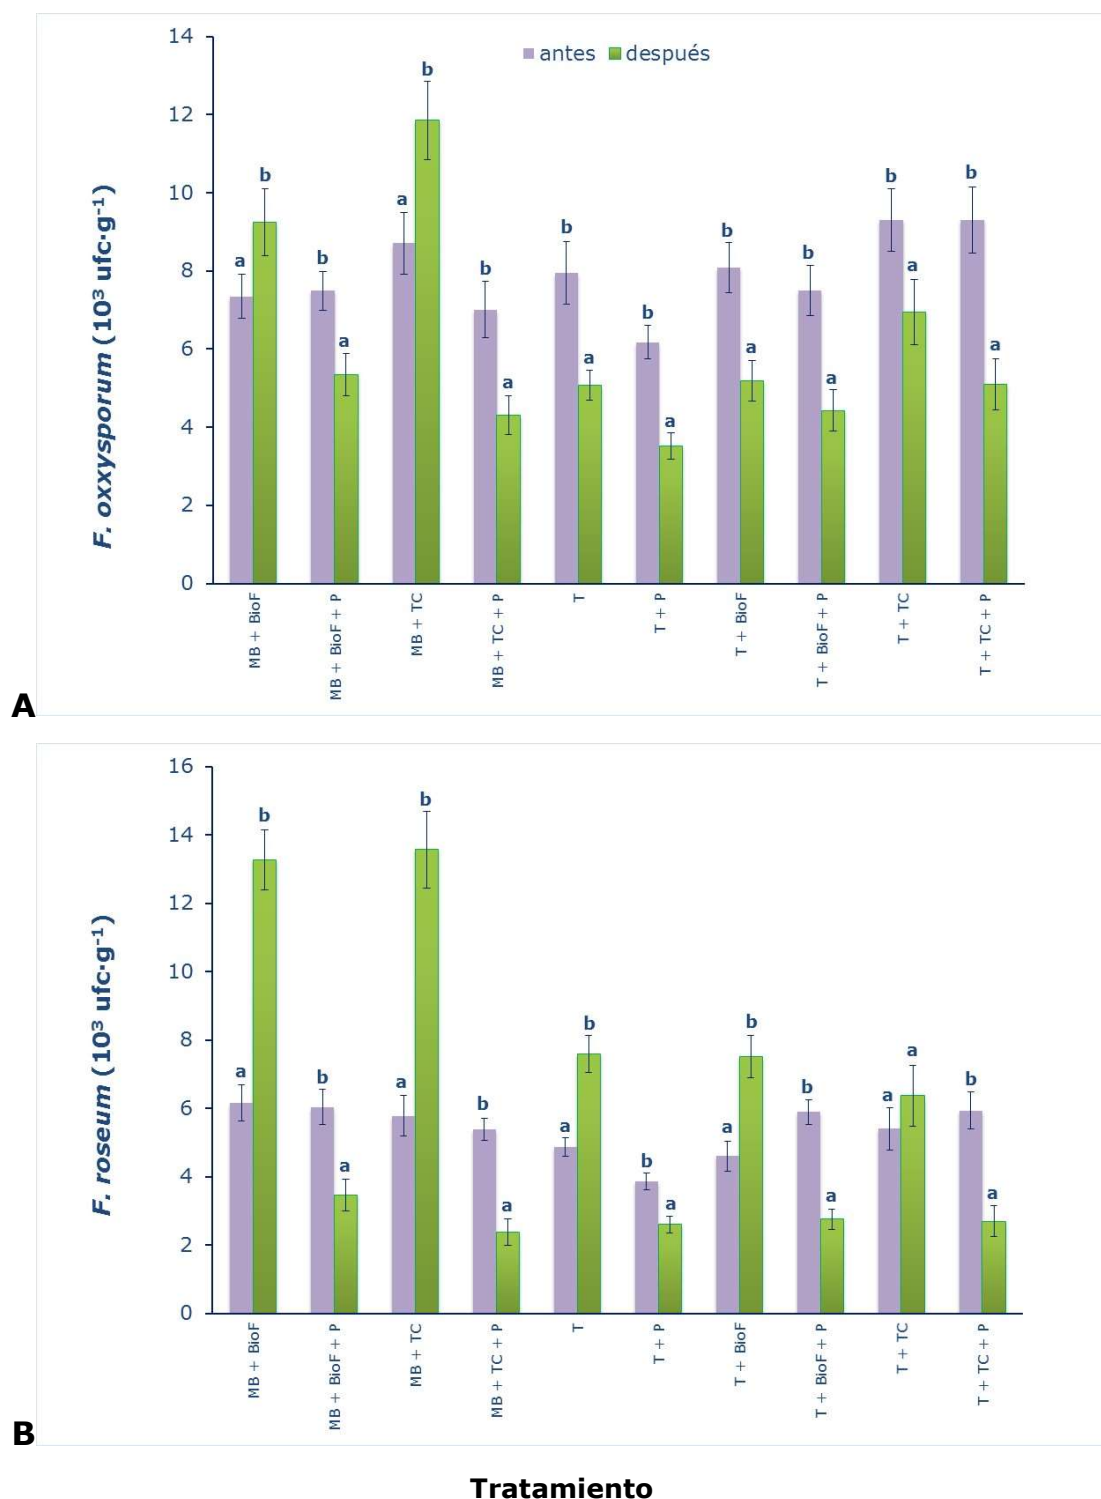 14
12
10
8
6
4
2
0
antes después
F. oxxysporum (10³ ufc·g⁻¹)
a b b a a b b a b a b a b a b a b a b a
MB + BioF
MB + BioF + P
MB + TC
MB + TC + P
T
T + P
T + BioF
T + BioF + P
T + TC
T + TC + P
A
16
14
12
10
8
6
4
2
0
F. roseum (10³ ufc·g⁻¹)
a b b a a b b a a b b a a b b a a a b a
MB + BioF
MB + BioF + P
MB + TC
MB + TC + P
T
T + P
T + BioF
T + BioF + P
T + TC
T + TC + P
B
Tratamiento